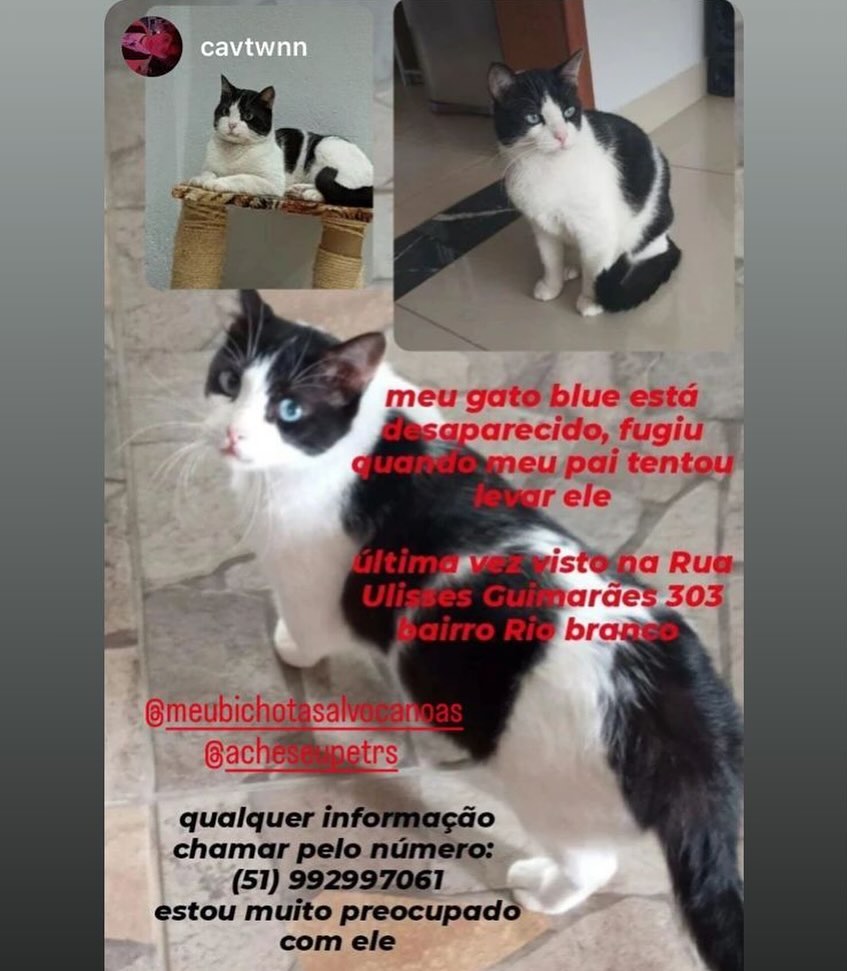 cavtwnn
meu gato blue está
desaparecido, fugiu
quando meu pai tentou
levar ele
última vez visto na Rua
Ulisses Guimarães 303
bairro Rio branco
@meubichotasalvocanoas
@acheseupetrs
qualquer informação
chamar pelo número:
(51) 992997061
estou muito preocupado
com ele